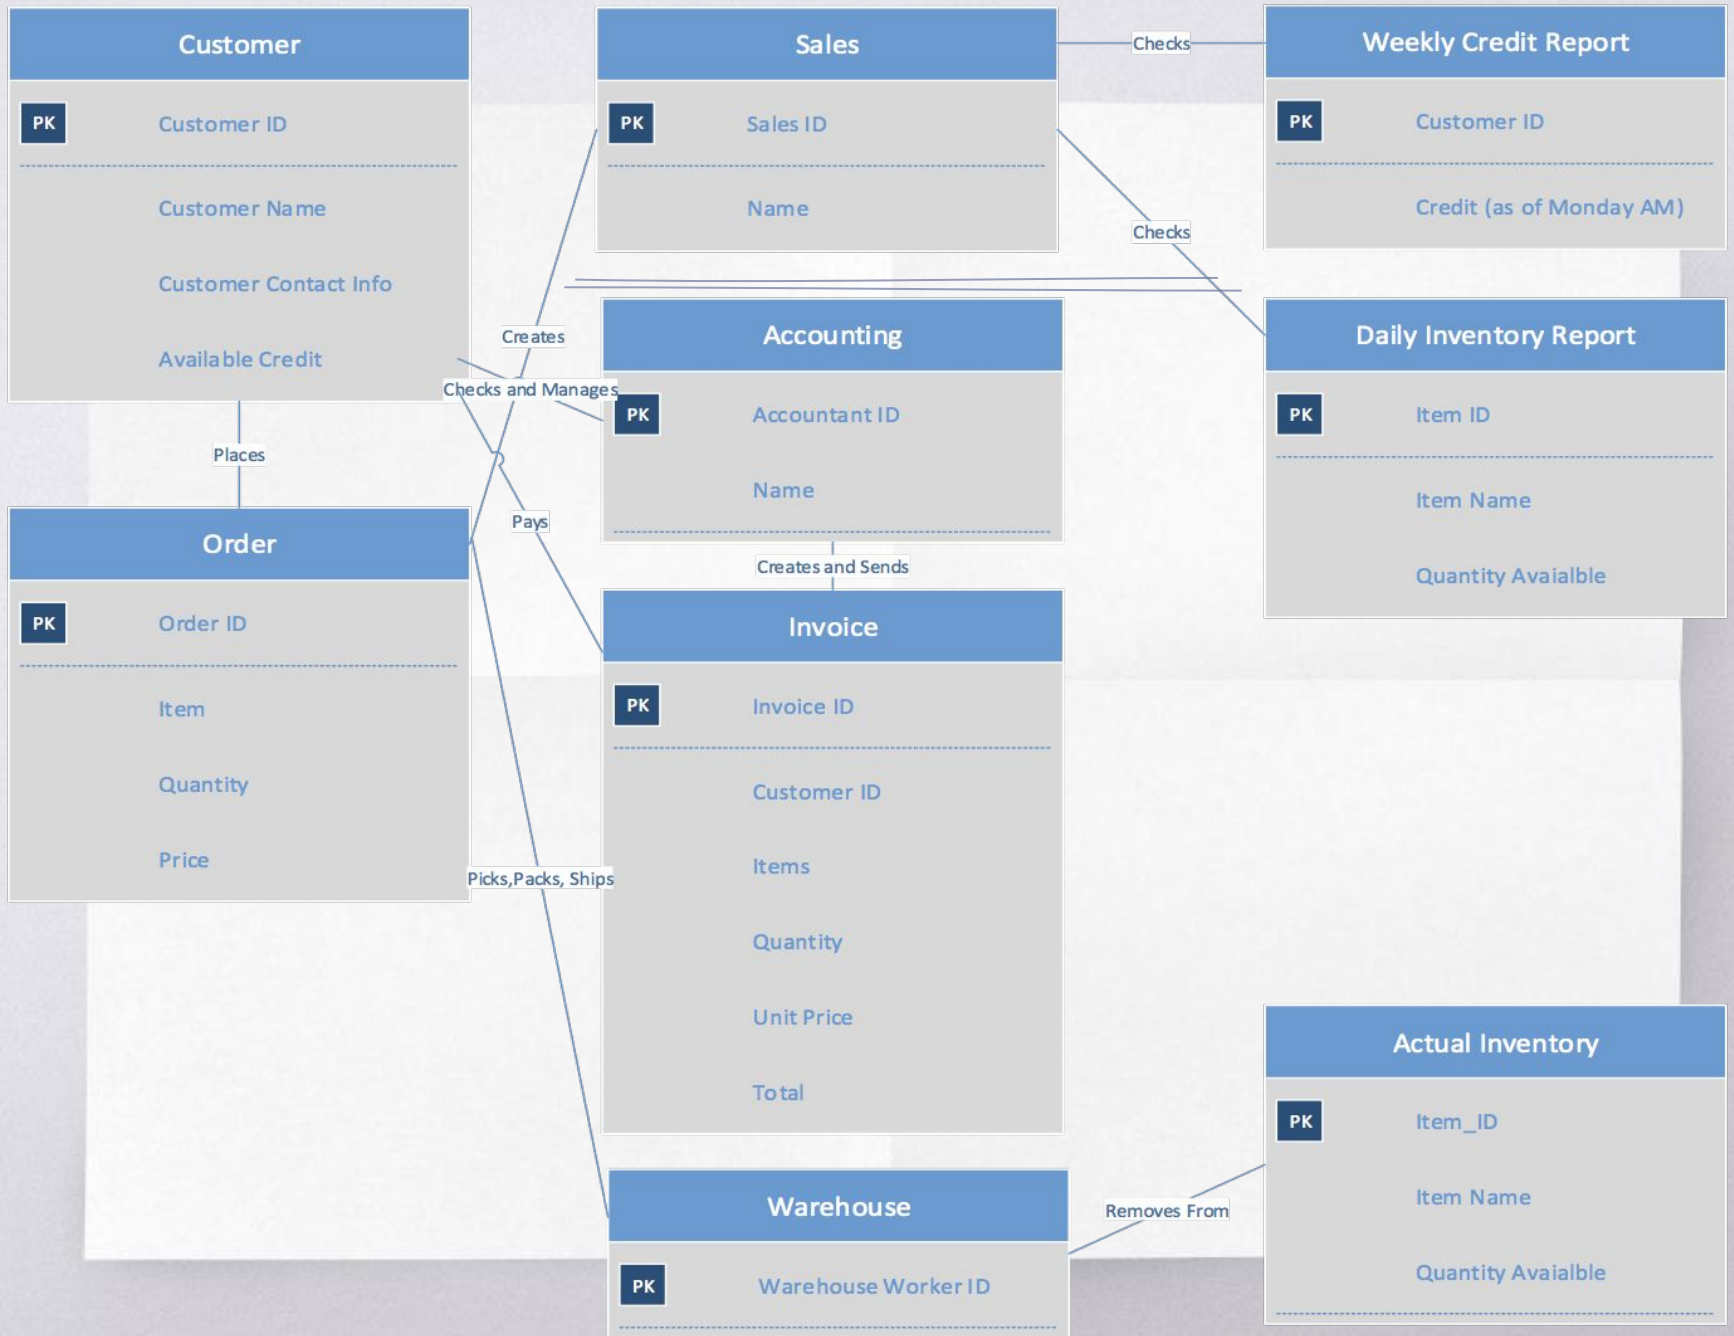 Customer
PK Customer ID
Customer Name
Customer Contact Info
Available Credit
Sales
PK Sales ID
Name
Checks
Weekly Credit Report
PK Customer ID
Credit (as of Monday AM)
Checks
Creates
Checks and Manages
Accounting
PK Accountant ID
Name
Daily Inventory Report
PK Item ID
Item Name
Quantity Avaialble
Places
Pays
Creates and Sends
Order
PK Order ID
Item
Quantity
Price
Invoice
PK Invoice ID
Customer ID
Items
Quantity
Unit Price
Total
Picks,Packs, Ships
Warehouse
PK Warehouse Worker ID
Removes From
Actual Inventory
PK Item_ID
Item Name
Quantity Avaialble